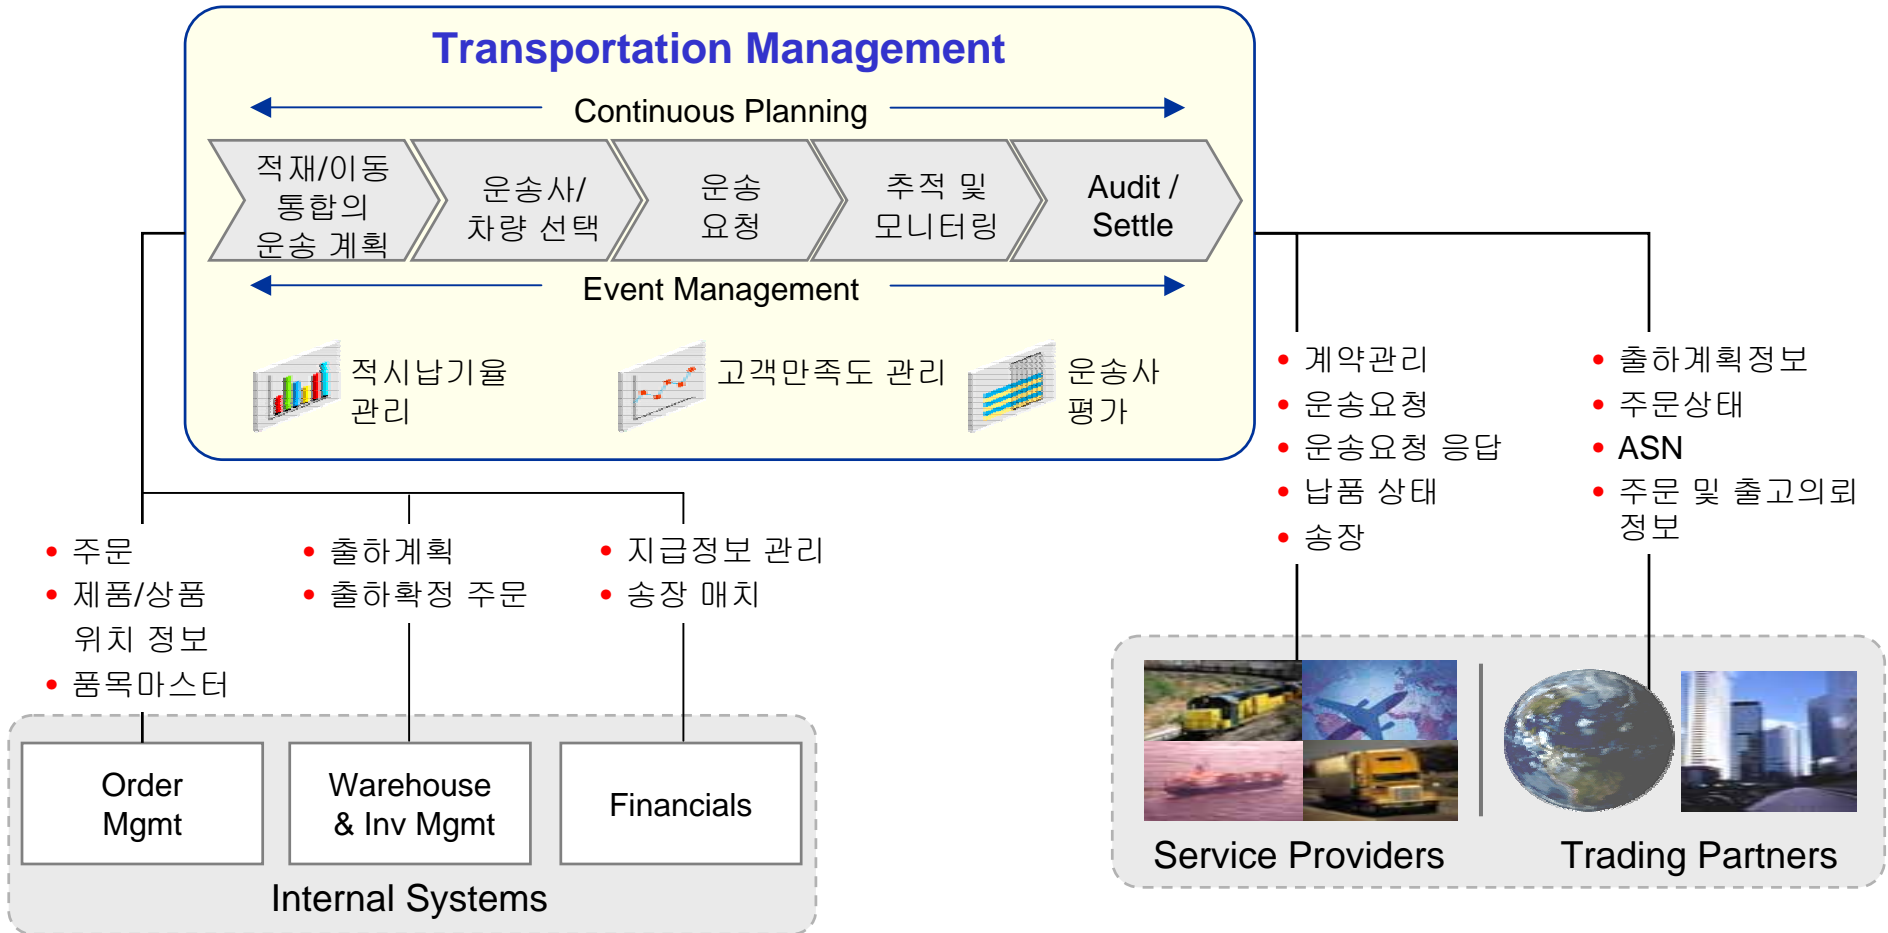 Transportation Management
Continuous Planning
적재/이동
통합의
운송 계획
운송사/
차량 선택
운송
요청
추적 및
모니터링
Audit /
Settle
Event Management
적시납기율
관리
고객만족도 관리
운송사
평가
• 계약관리
• 운송요청
• 운송요청 응답
• 납품 상태
• 송장
• 출하계획정보
• 주문상태
• ASN
• 주문 및 출고의뢰
정보
• 주문
• 제품/상품
위치 정보
• 품목마스터
• 출하계획
• 출하확정 주문
• 지급정보 관리
• 송장 매치
Order
Mgmt
Warehouse
& Inv Mgmt
Financials
Internal Systems
Service Providers
Trading Partners